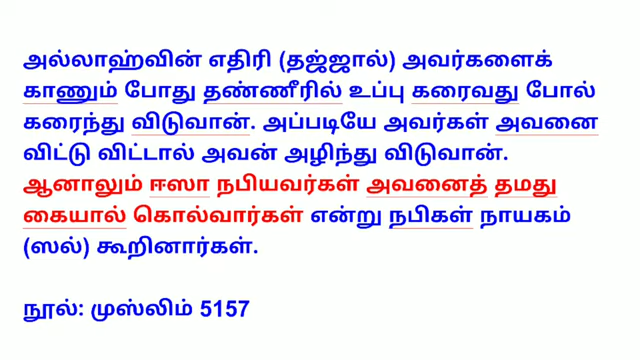 அல்லாஹ்வின் எதிரி (தஜ்ஜால்) அவர்களைக்
காணும் போது தண்ணீரில் உப்பு கரைவது போல்
கரைந்து விடுவான். அப்படியே அவர்கள் அவனை
விட்டு விட்டால் அவன் அழிந்து விடுவான்.
ஆனாலும் ஈஸா நபியவர்கள் அவனைத் தமது
கையால் கொல்வார்கள் என்று நபிகள் நாயகம்
(ஸல்) கூறினார்கள்.
நூல்: முஸ்லிம் 5157